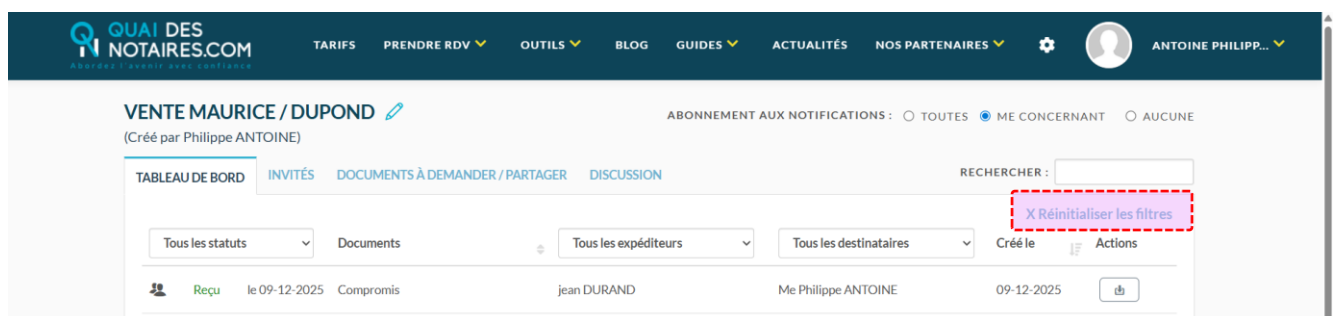 QUAI DES
NOTAIRES.COM
Abordez l'avenir avec confiance
TARIFS PRENDRE RDV OUTILS BLOG GUIDES ACTUALITÉS NOS PARTENAIRES ANTOINE PHILIPP...
VENTE MAURICE / DUPOND
(Créé par Philippe ANTOINE)
ABONNEMENT AUX NOTIFICATIONS : TOUTES ME CONCERNANT AUCUNE
TABLEAU DE BORD INVITÉS DOCUMENTS À DEMANDER / PARTAGER DISCUSSION
RECHERCHER :
X Réinitialiser les filtres
Tous les statuts Documents Tous les expéditeurs Tous les destinataires Créé le Actions
Reçu le 09-12-2025 Compromis jean DURAND Me Philippe ANTOINE 09-12-2025